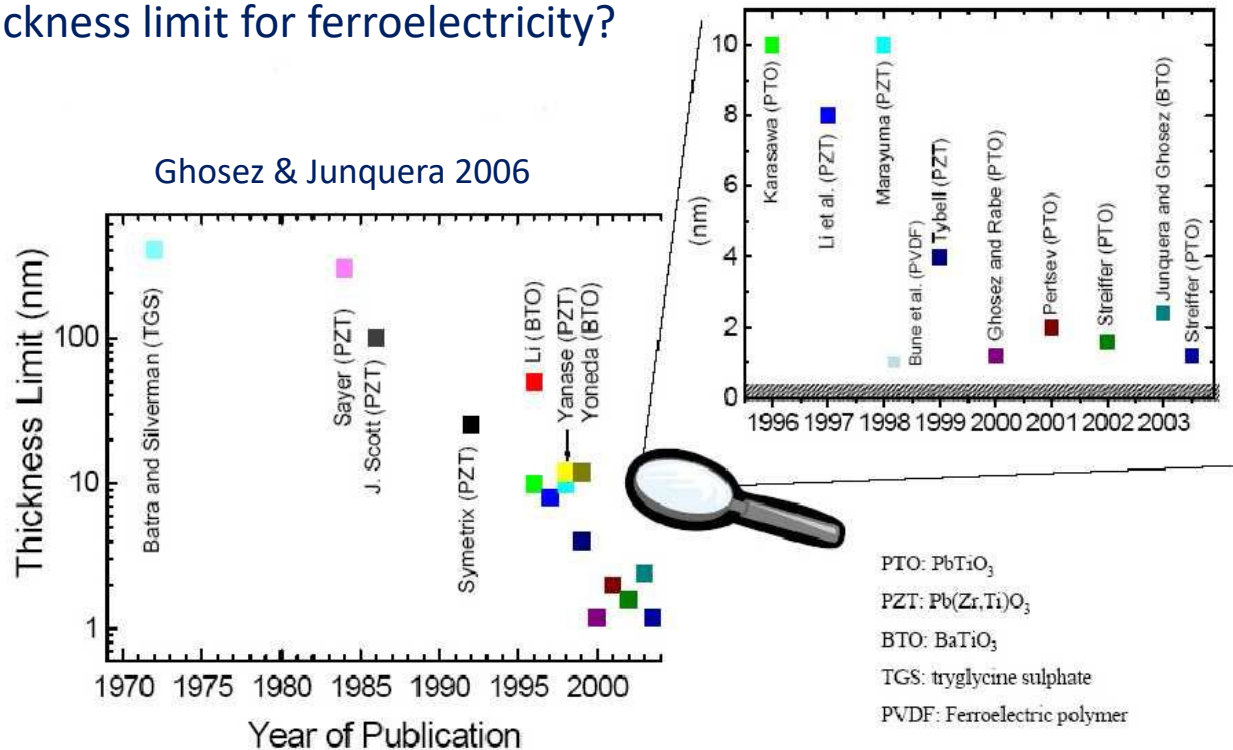 ckness limit for ferroelectricity?
Ghosez & Junquera 2006
Thickness Limit (nm)
100
10
1
Batra and Silverman (TGS)
Sayer (PZT)
J. Scott (PZT)
Symetrix (PZT)
Li (BTO)
Yanase (PZT)
Yoneda (BTO)
1970 1975 1980 1985 1990 1995 2000
Year of Publication
(nm)
10
8
6
4
2
0
Karasawa (PTO)
Li et al. (PZT)
Marayuma (PZT)
Bune et al. (PVDF)
Tybell (PZT)
Ghosez and Rabe (PTO)
Pertsev (PTO)
Streiffer (PTO)
Junquera and Ghosez (BTO)
Streiffer (PTO)
1996 1997 1998 1999 2000 2001 2002 2003
PTO: PbTiO₃
PZT: Pb(Zr,Ti)O₃
BTO: BaTiO₃
TGS: tryglycine sulphate
PVDF: Ferroelectric polymer